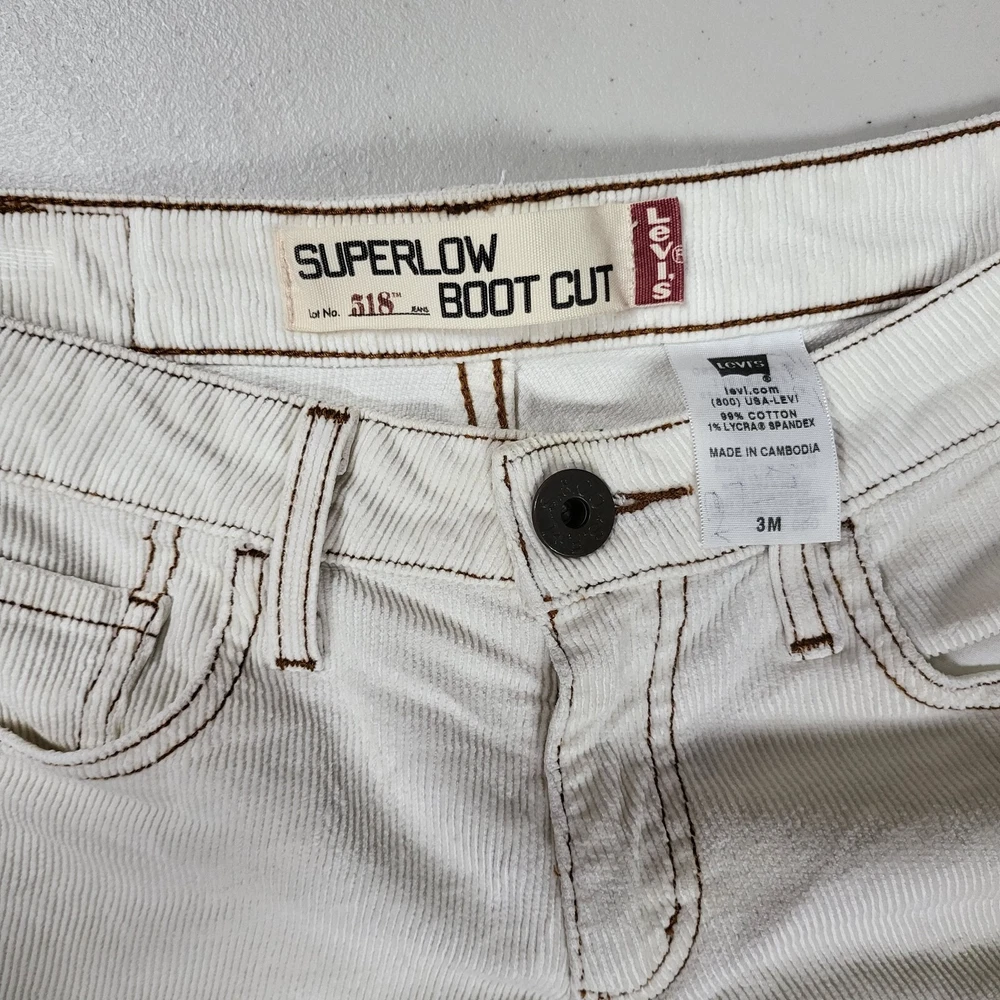 SUPERLOW
BOOT CUT
Lot No. 518™ JEANS
LEVI'S ®
LEVI'S ®
levi.com
(800) USA-LEVI
99% COTTON
1% LYCRA® SPANDEX
MADE IN CAMBODIA
3M